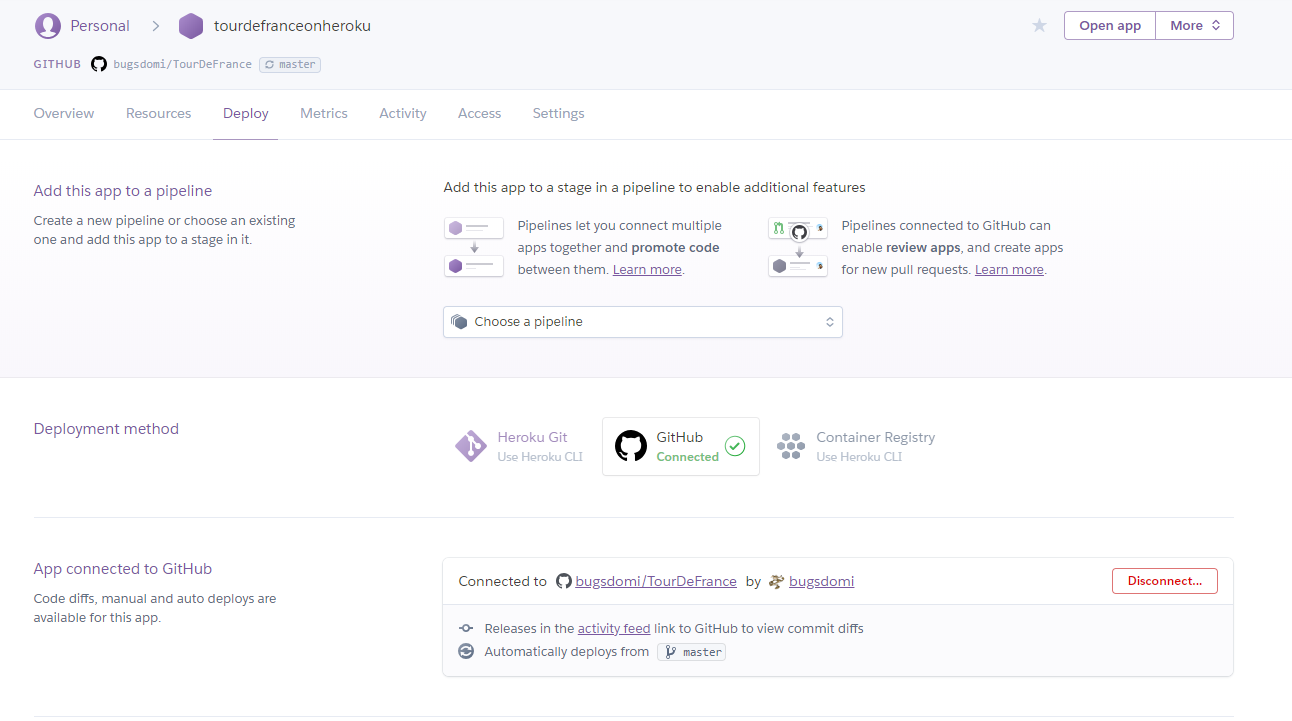 Personal > tourdefranceonheroku
Open app
More
GITHUB bugsdomi/TourDeFrance master
Overview Resources Deploy Metrics Activity Access Settings
Add this app to a pipeline
Create a new pipeline or choose an existing
one and add this app to a stage in it.
Add this app to a stage in a pipeline to enable additional features
Pipelines let you connect multiple
apps together and promote code
between them. Learn more.
Pipelines connected to GitHub can
enable review apps, and create apps
for new pull requests. Learn more.
Choose a pipeline
Deployment method
Heroku Git
Use Heroku CLI
GitHub
Connected
Container Registry
Use Heroku CLI
App connected to GitHub
Code diffs, manual and auto deploys are
available for this app.
Connected to bugsdomi/TourDeFrance by bugsdomi
Disconnect...
Releases in the activity feed link to GitHub to view commit diffs
Automatically deploys from master